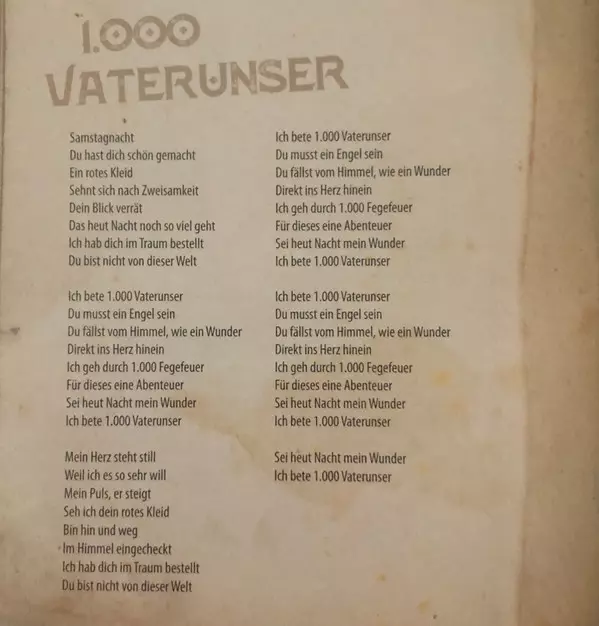 1.000
VATERUNSER
Samstagnacht
Du hast dich schön gemacht
Ein rotes Kleid
Sehnt sich nach Zweisamkeit
Dein Blick verrät
Das heut Nacht noch so viel geht
Ich hab dich im Traum bestellt
Du bist nicht von dieser Welt
Ich bete 1.000 Vaterunser
Du musst ein Engel sein
Du fällst vom Himmel, wie ein Wunder
Direkt ins Herz hinein
Ich geh durch 1.000 Fegefeuer
Für dieses eine Abenteuer
Sei heut Nacht mein Wunder
Ich bete 1.000 Vaterunser
Mein Herz steht still
Weil ich es so sehr will
Mein Puls, er steigt
Seh ich dein rotes Kleid
Bin hin und weg
Im Himmel eingecheckt
Ich hab dich im Traum bestellt
Du bist nicht von dieser Welt
Ich bete 1.000 Vaterunser
Du musst ein Engel sein
Du fällst vom Himmel, wie ein Wunder
Direkt ins Herz hinein
Ich geh durch 1.000 Fegefeuer
Für dieses eine Abenteuer
Sei heut Nacht mein Wunder
Ich bete 1.000 Vaterunser
Ich bete 1.000 Vaterunser
Du musst ein Engel sein
Du fällst vom Himmel, wie ein Wunder
Direkt ins Herz hinein
Ich geh durch 1.000 Fegefeuer
Für dieses eine Abenteuer
Sei heut Nacht mein Wunder
Ich bete 1.000 Vaterunser
Sei heut Nacht mein Wunder
Ich bete 1.000 Vaterunser